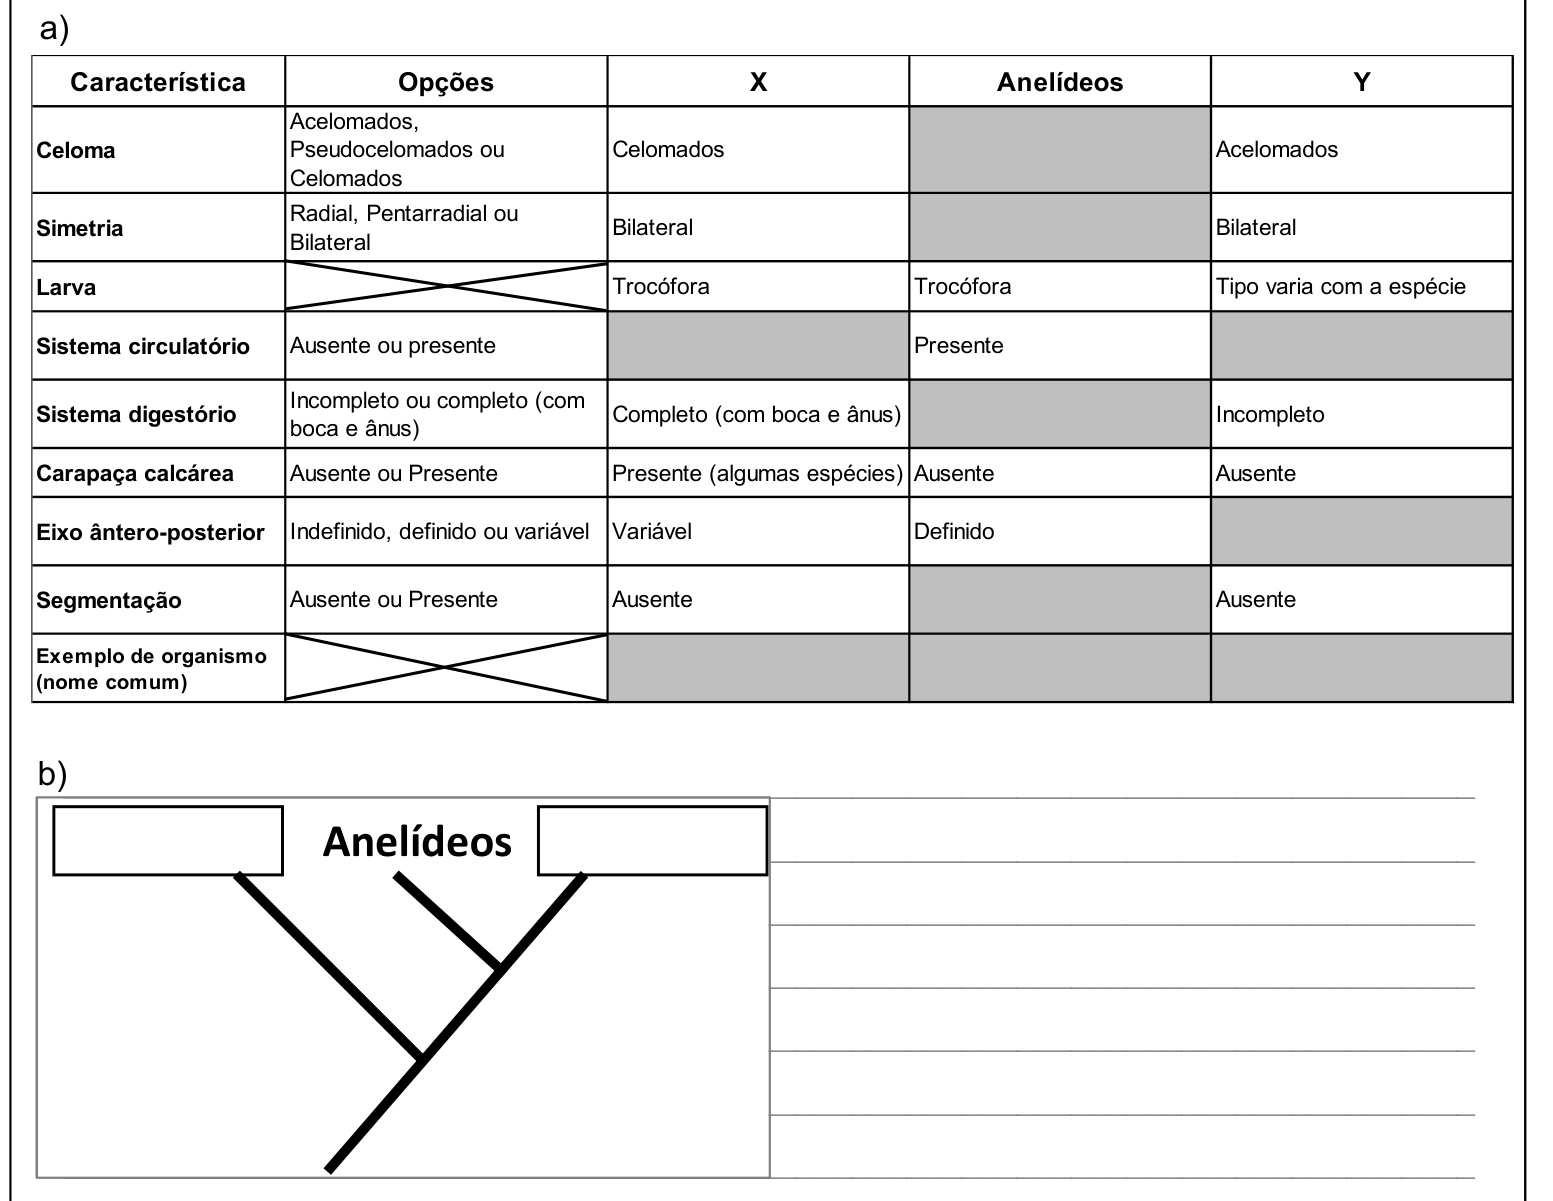 a)
Característica Opções X Anelídeos Y
Acelomados,
Pseudocelomados ou
Celomados
Celoma Celomados Acelomados
Radial, Pentarradial ou
Bilateral
Simetria Bilateral Bilateral
Larva Trocófora Trocófora Tipo varia com a espécie
Sistema circulatório Ausente ou presente Presente
Incompleto ou completo (com
boca e ânus)
Sistema digestório Completo (com boca e ânus) Incompleto
Carapaça calcárea Ausente ou Presente Presente (algumas espécies) Ausente Ausente
Eixo ântero-posterior Indefinido, definido ou variável Variável Definido
Segmentação Ausente ou Presente Ausente Ausente
Exemplo de organismo
(nome comum)
b)
Anelídeos